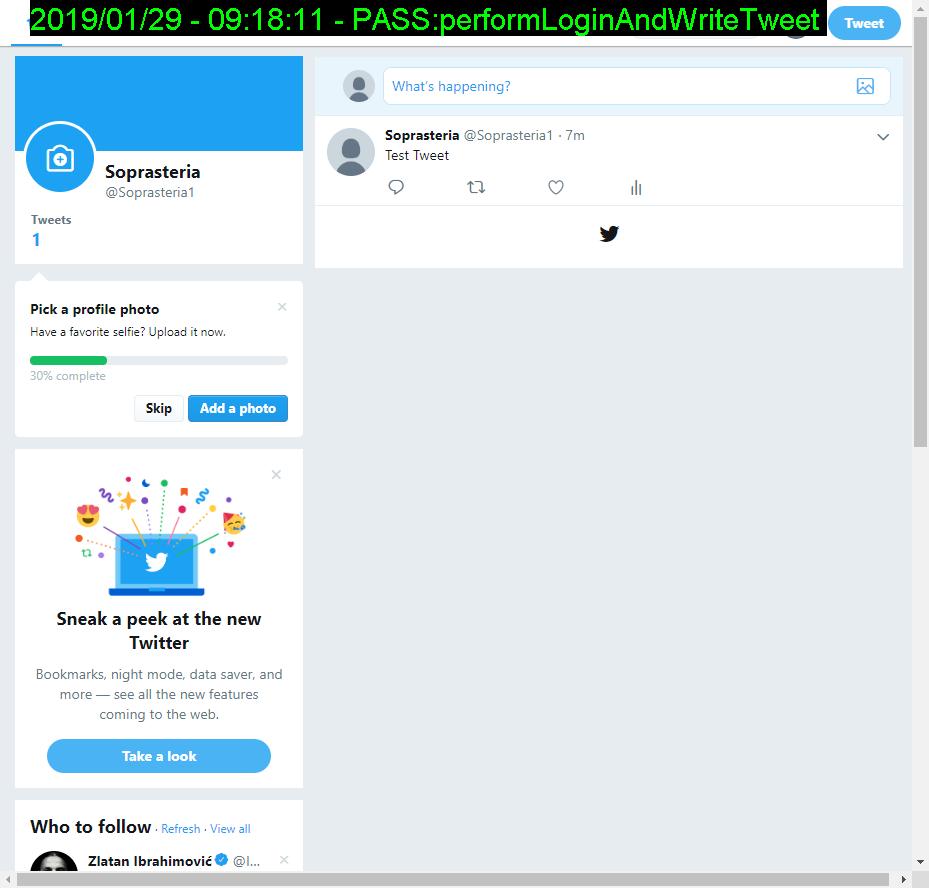 2019/01/29 - 09:18:11 - PASS:performLoginAndWriteTweet
Tweet
Soprasteria
@Soprasteria1
Tweets
1
What's happening?
Soprasteria @Soprasteria1 · 7m
Test Tweet
Pick a profile photo
Have a favorite selfie? Upload it now.
30% complete
Skip
Add a photo
Sneak a peek at the new
Twitter
Bookmarks, night mode, data saver, and
more — see all the new features
coming to the web.
Take a look
Who to follow · Refresh · View all
Zlatan Ibrahimović @I...